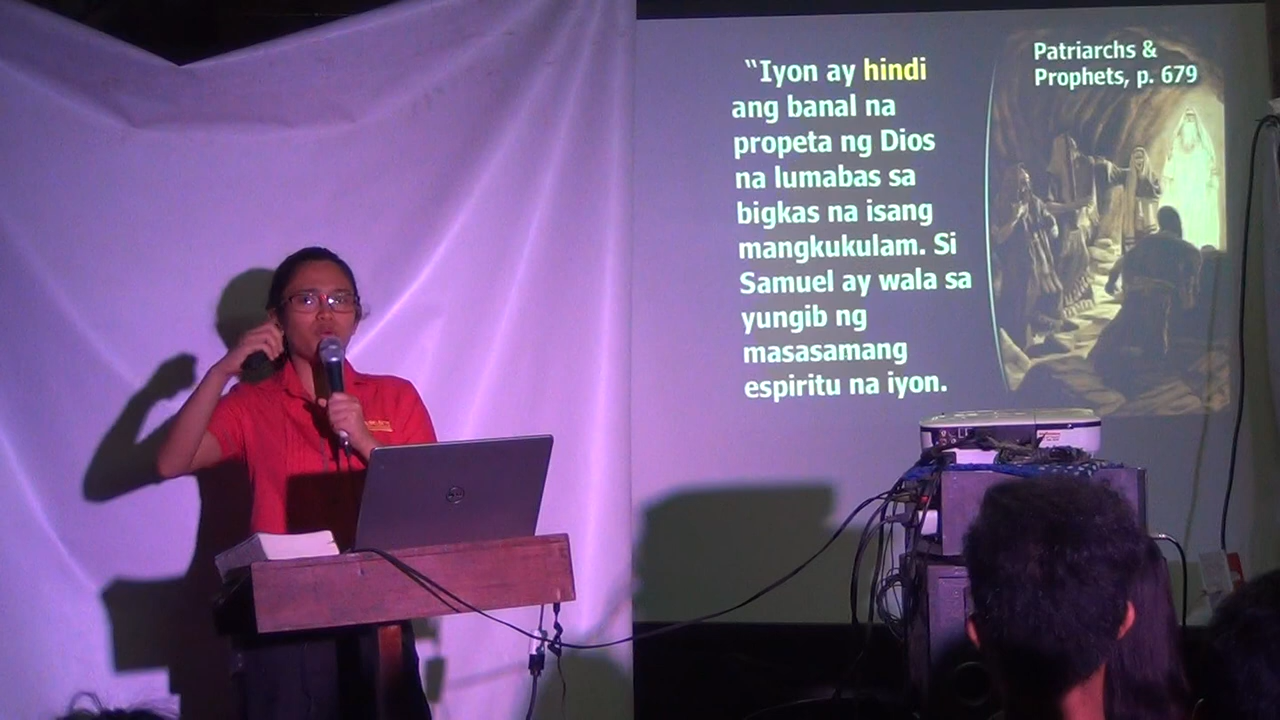 “Iyon ay hindi
ang banal na
propeta ng Dios
na lumabas sa
bigkas na isang
mangkukulam. Si
Samuel ay wala sa
yungib ng
masasamang
espiritu na iyon.
Patriarchs &
Prophets, p. 679